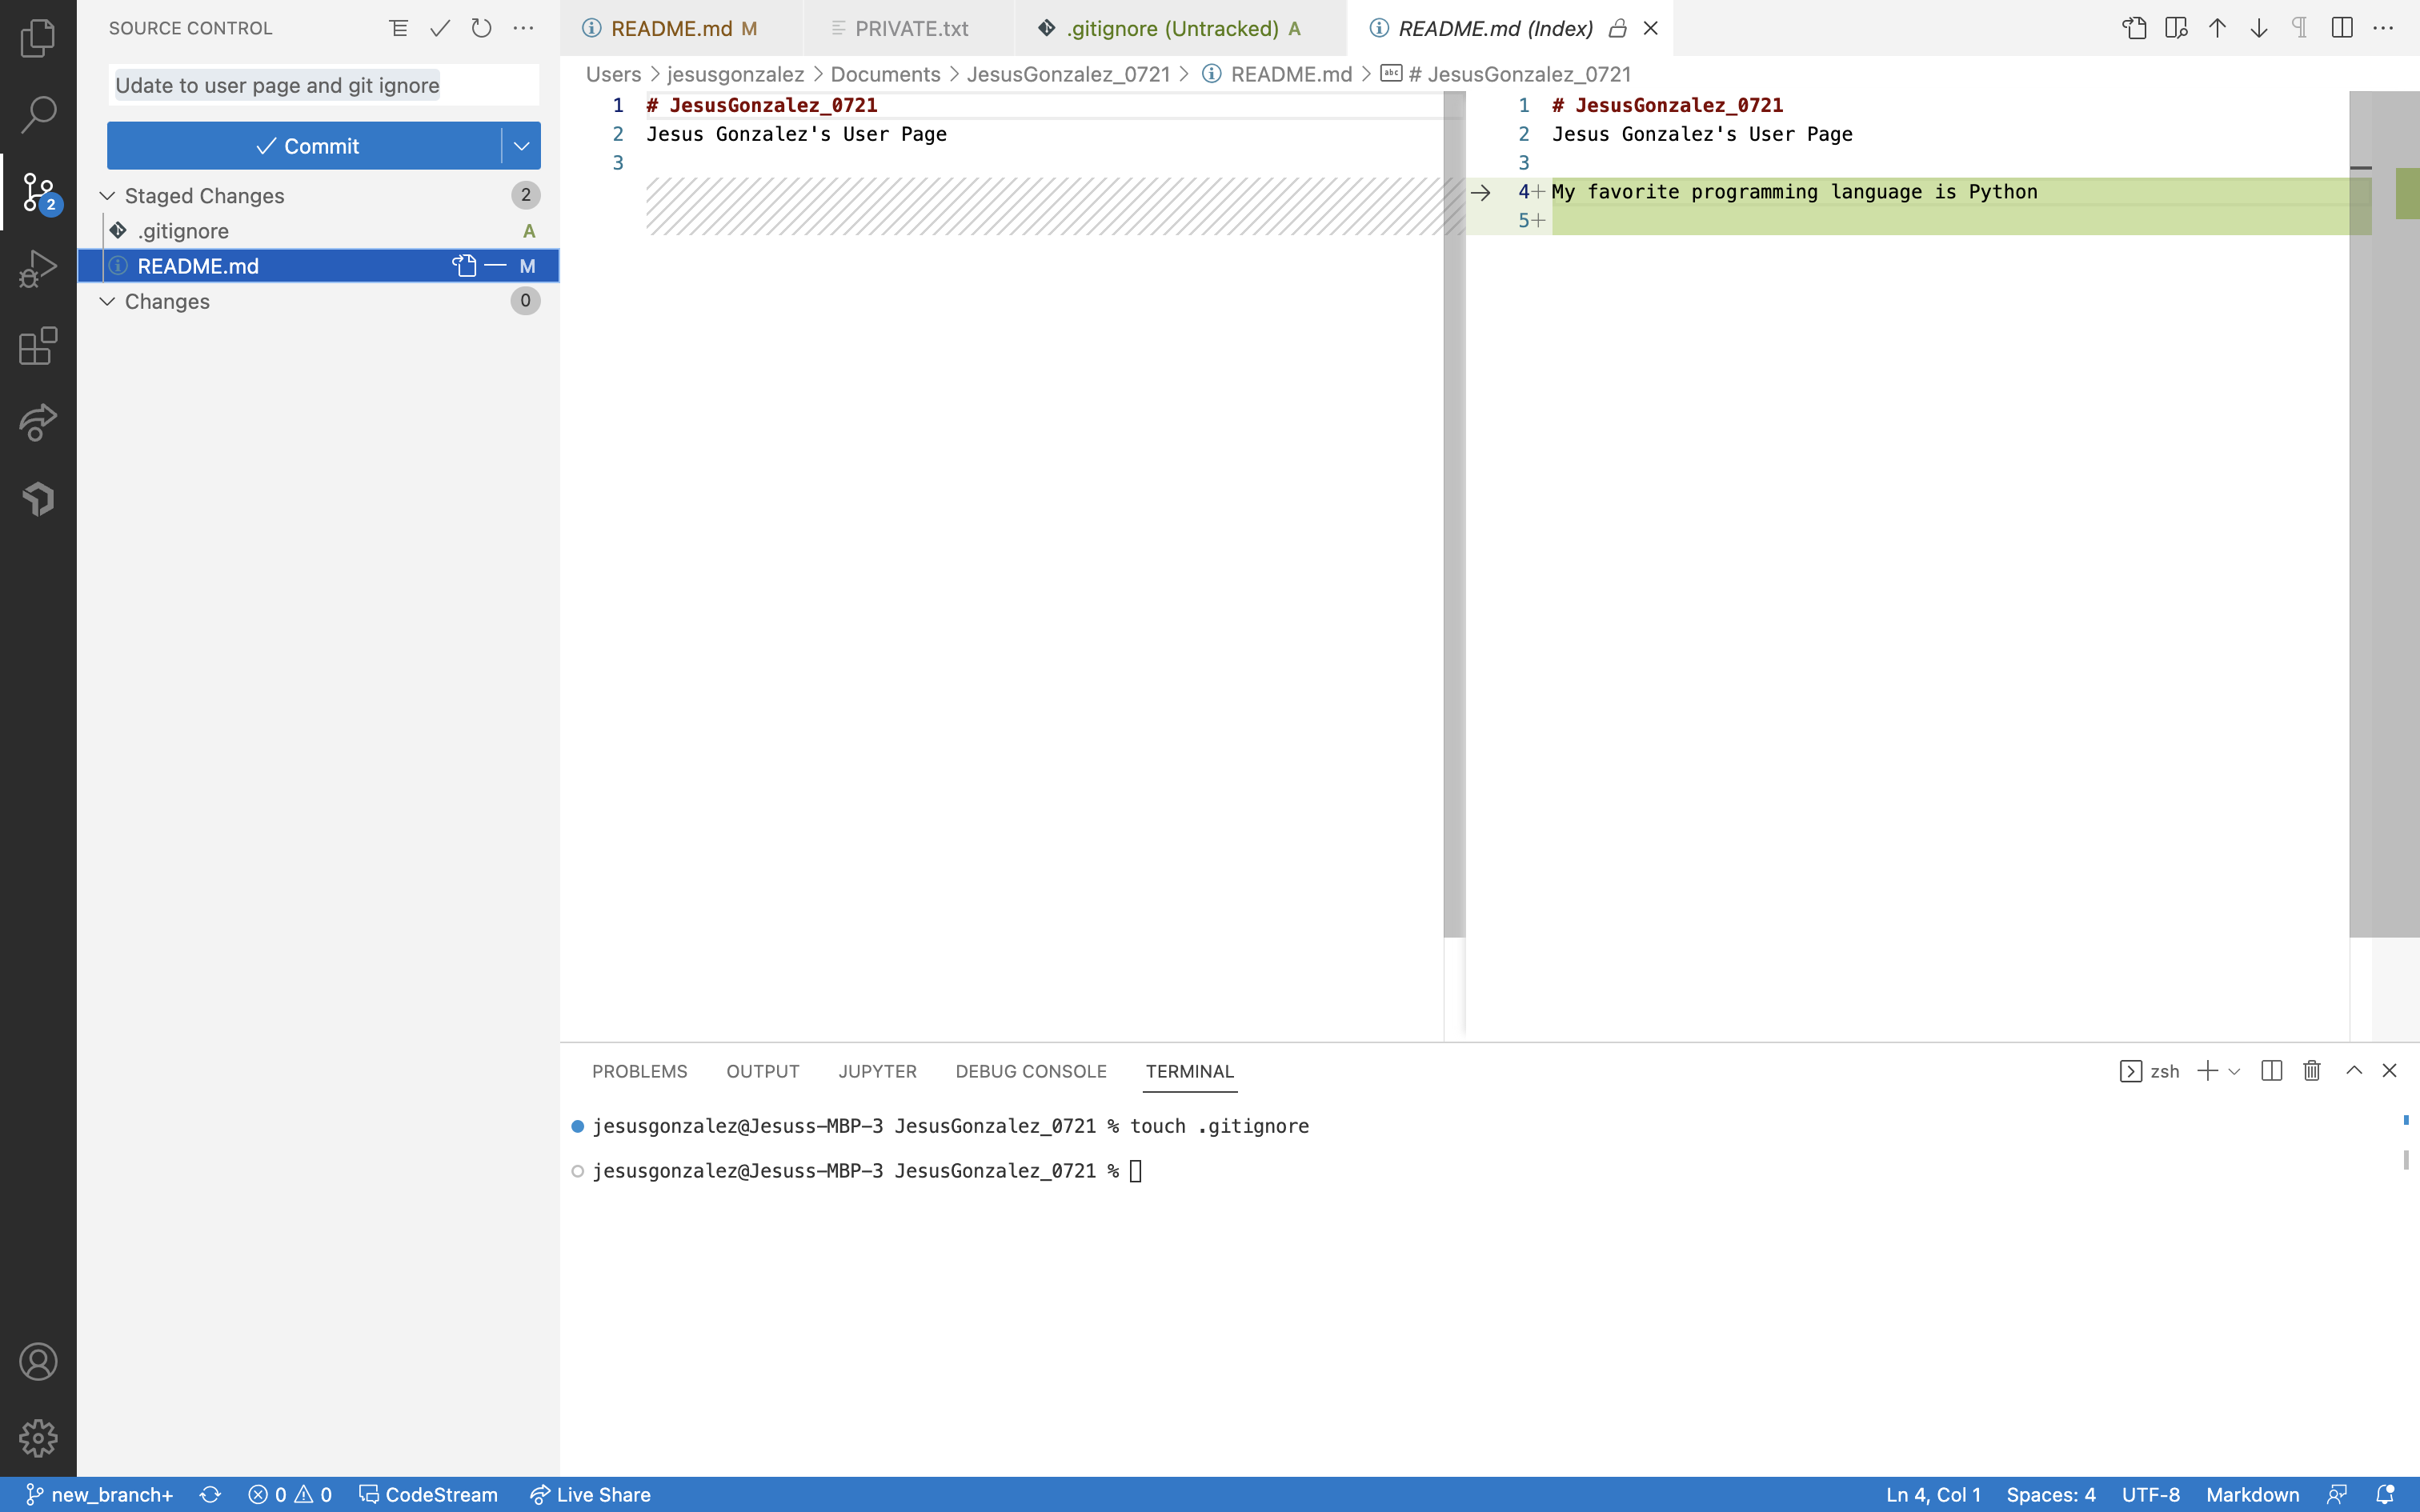 SOURCE CONTROL
Udate to user page and git ignore
Commit
Staged Changes 2
.gitignore A
README.md M
Changes 0
2
README.md M
PRIVATE.txt
.gitignore (Untracked) A
README.md (Index)
Users > jesusgonzalez > Documents > JesusGonzalez_0721 > README.md > abc # JesusGonzalez_0721
1 # JesusGonzalez_0721
2 Jesus Gonzalez's User Page
3
1 # JesusGonzalez_0721
2 Jesus Gonzalez's User Page
3
4+ My favorite programming language is Python
5+
PROBLEMS OUTPUT JUPYTER DEBUG CONSOLE TERMINAL
zsh
jesusgonzalez@Jesuss-MBP-3 JesusGonzalez_0721 % touch .gitignore
jesusgonzalez@Jesuss-MBP-3 JesusGonzalez_0721 %
new_branch+ 0 0 CodeStream Live Share Ln 4, Col 1 Spaces: 4 UTF-8 Markdown